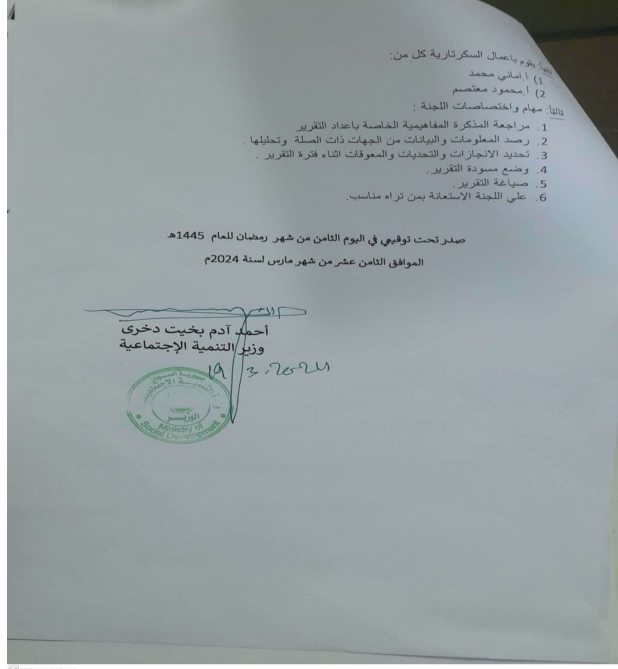 ثانياً: يقوم باعمال السكرتارية كل من:
1) أ.اماني محمد
2) أ.محمود معتصم
ثالثاً: مهام واختصاصات اللجنة :
1. مراجعة المذكرة المفاهيمية الخاصة باعداد التقرير
2. رصد المعلومات والبيانات من الجهات ذات الصلة وتحليلها .
3. تحديد الانجازات والتحديات والمعوقات اثناء فترة التقرير .
4. وضع مسودة التقرير.
5. صياغة التقرير.
6. علي اللجنة الاستعانة بمن تراه مناسب.
صدر تحت توقيعي في اليوم الثامن من شهر رمضان للعام 1445هـ
الموافق الثامن عشر من شهر مارس لسنة 2024م
أحمد آدم بخيت دخرى
وزير التنمية الإجتماعية
19 3.2024
جمهورية السودان
الوزير
Ministry of
Social Development